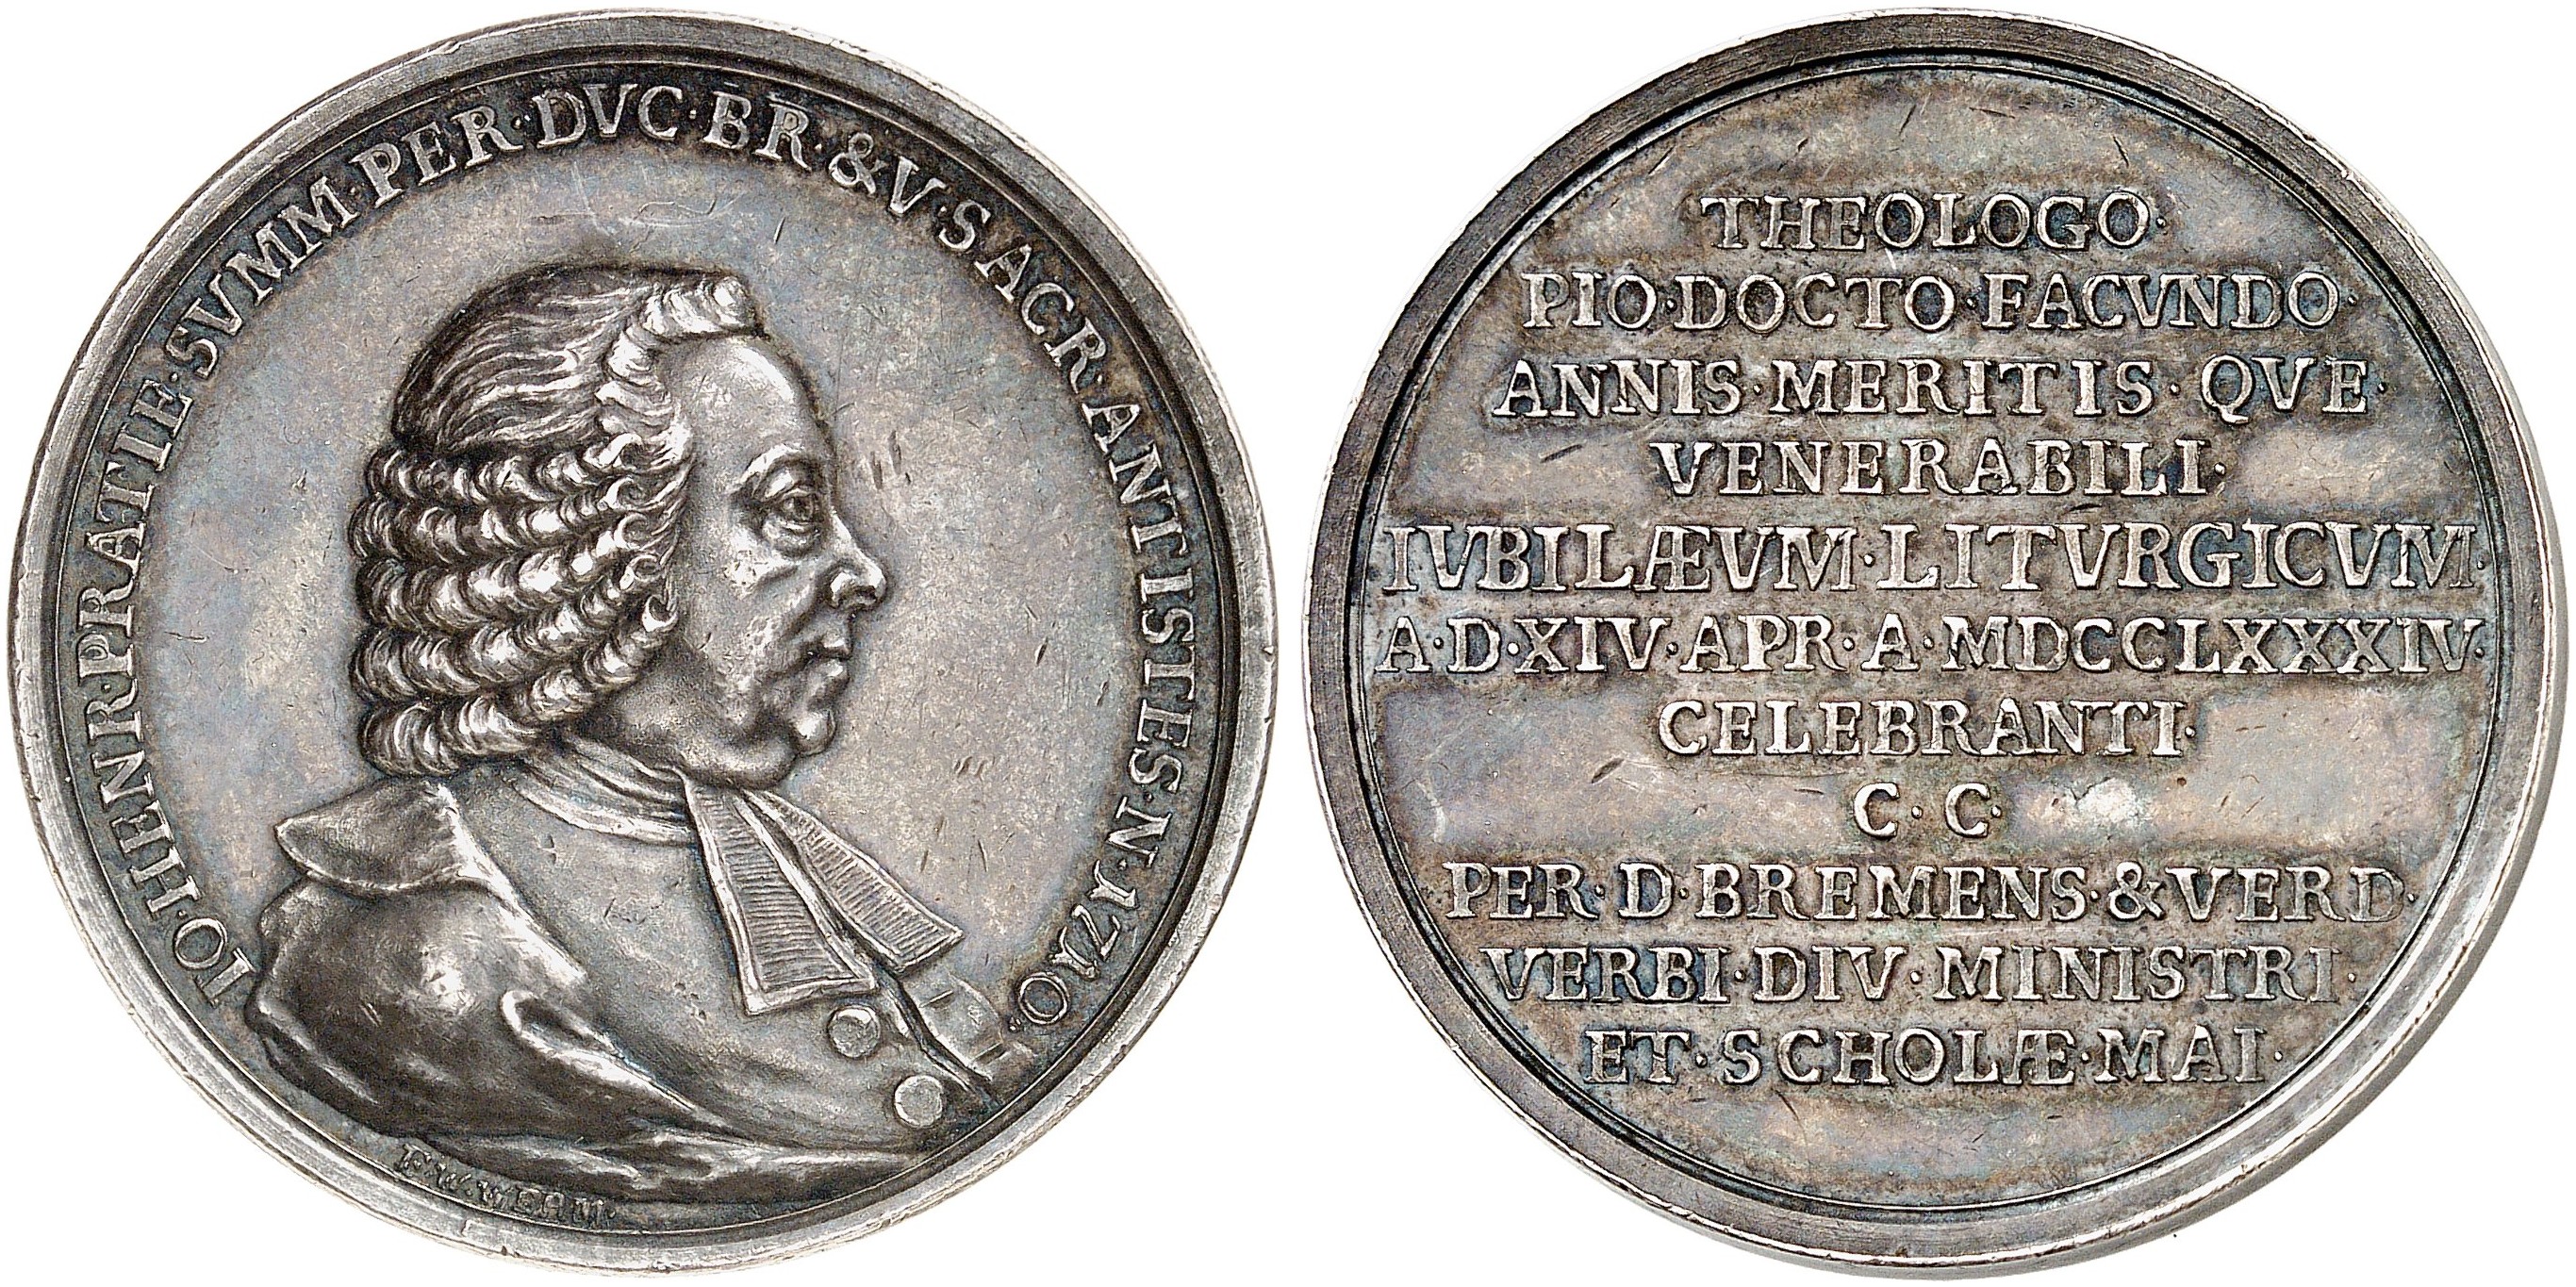 IO·HENR·PRATIE·SVMM·PER·DVC·BR·&V·SACR·ANTISTES·N·1710·
THEOLOGO·
PIO·DOCTO·FACVNDO·
ANNIS·MERITIS·QVE·
VENERABILI·
IVBILÆVM·LITVRGICVM·
A·D·XIV·APR·A·MDCCLXXXIV·
CELEBRANTI·
C·C·
PER·D·BREMENS·&VERD·
VERBI·DIV·MINISTRI·
ET·SCHOLÆ·MAI·